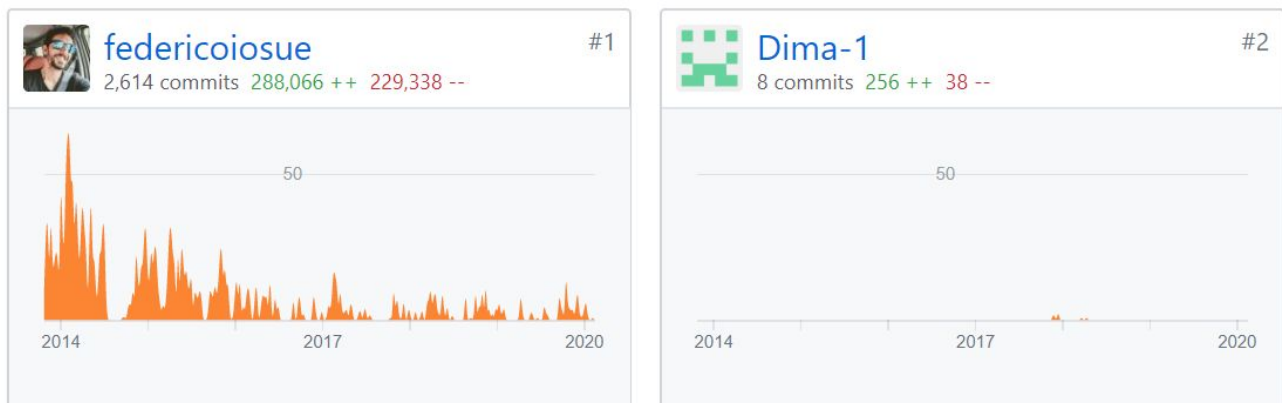 federicoiosue
#1
2,614 commits 288,066 ++ 229,338 --
50
2014 2017 2020
Dima-1
#2
8 commits 256 ++ 38 --
50
2014 2017 2020